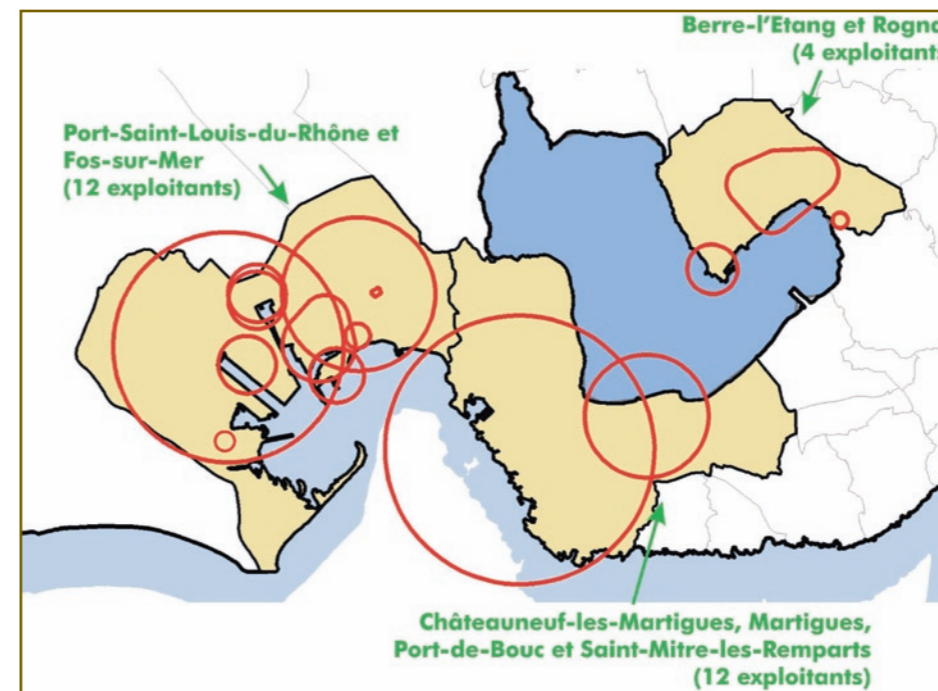 Berre-l'Etang et Rogna
(4 exploitants
Port-Saint-Louis-du-Rhône et
Fos-sur-Mer
(12 exploitants)
Châteauneuf-les-Martigues, Martigues,
Port-de-Bouc et Saint-Mitre-les-Remparts
(12 exploitants)